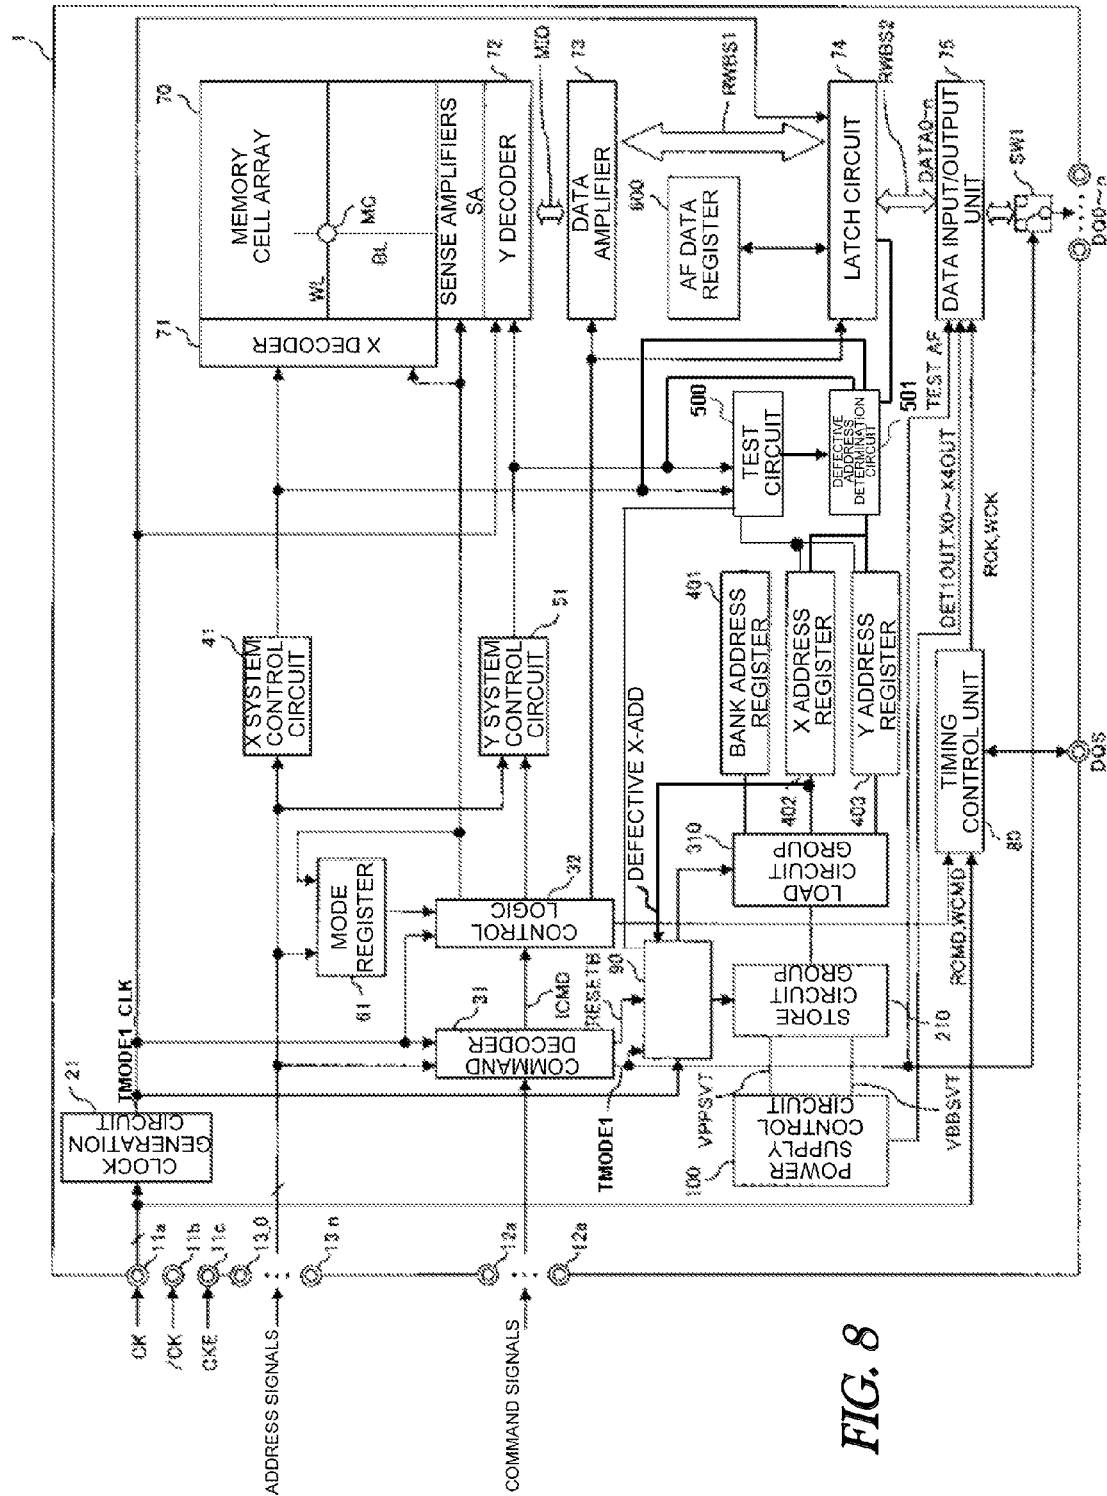 1
CK
/CK
CKE
ADDRESS SIGNALS
COMMAND SIGNALS
11a
11b
11c
13_0
13_n
12a
12e
21
CLOCK
GENERATION
CIRCUIT
TMODE1_CLK
31
COMMAND
DECODER
ICMD
61
MODE
REGISTER
32
CONTROL
LOGIC
41
X SYSTEM
CONTROL
CIRCUIT
51
Y SYSTEM
CONTROL
CIRCUIT
70
MEMORY
CELL ARRAY
WL
MC
BL
71
X DECODER
SENSE AMPLIFIERS
SA
72
Y DECODER
MIO
73
DATA
AMPLIFIER
RWBS1
600
AF DATA
REGISTER
74
LATCH CIRCUIT
RWBS2
DATA0~n
75
DATA INPUT/OUTPUT
UNIT
SW1
DQ0~n
500
TEST
CIRCUIT
501
DEFECTIVE
ADDRESS
DETERMINATION
CIRCUIT
TEST AF
DET1OUT,X0~X4OUT
RCK,WCK
401
BANK ADDRESS
REGISTER
402
X ADDRESS
REGISTER
403
Y ADDRESS
REGISTER
DEFECTIVE X-ADD
310
LOAD
CIRCUIT
GROUP
TMODE1
RESETB
90
210
STORE
CIRCUIT
GROUP
VPPSVT
VBBSVT
100
POWER
SUPPLY
CONTROL
CIRCUIT
RCMD,WCMD
80
TIMING
CONTROL UNIT
DQS
FIG. 8